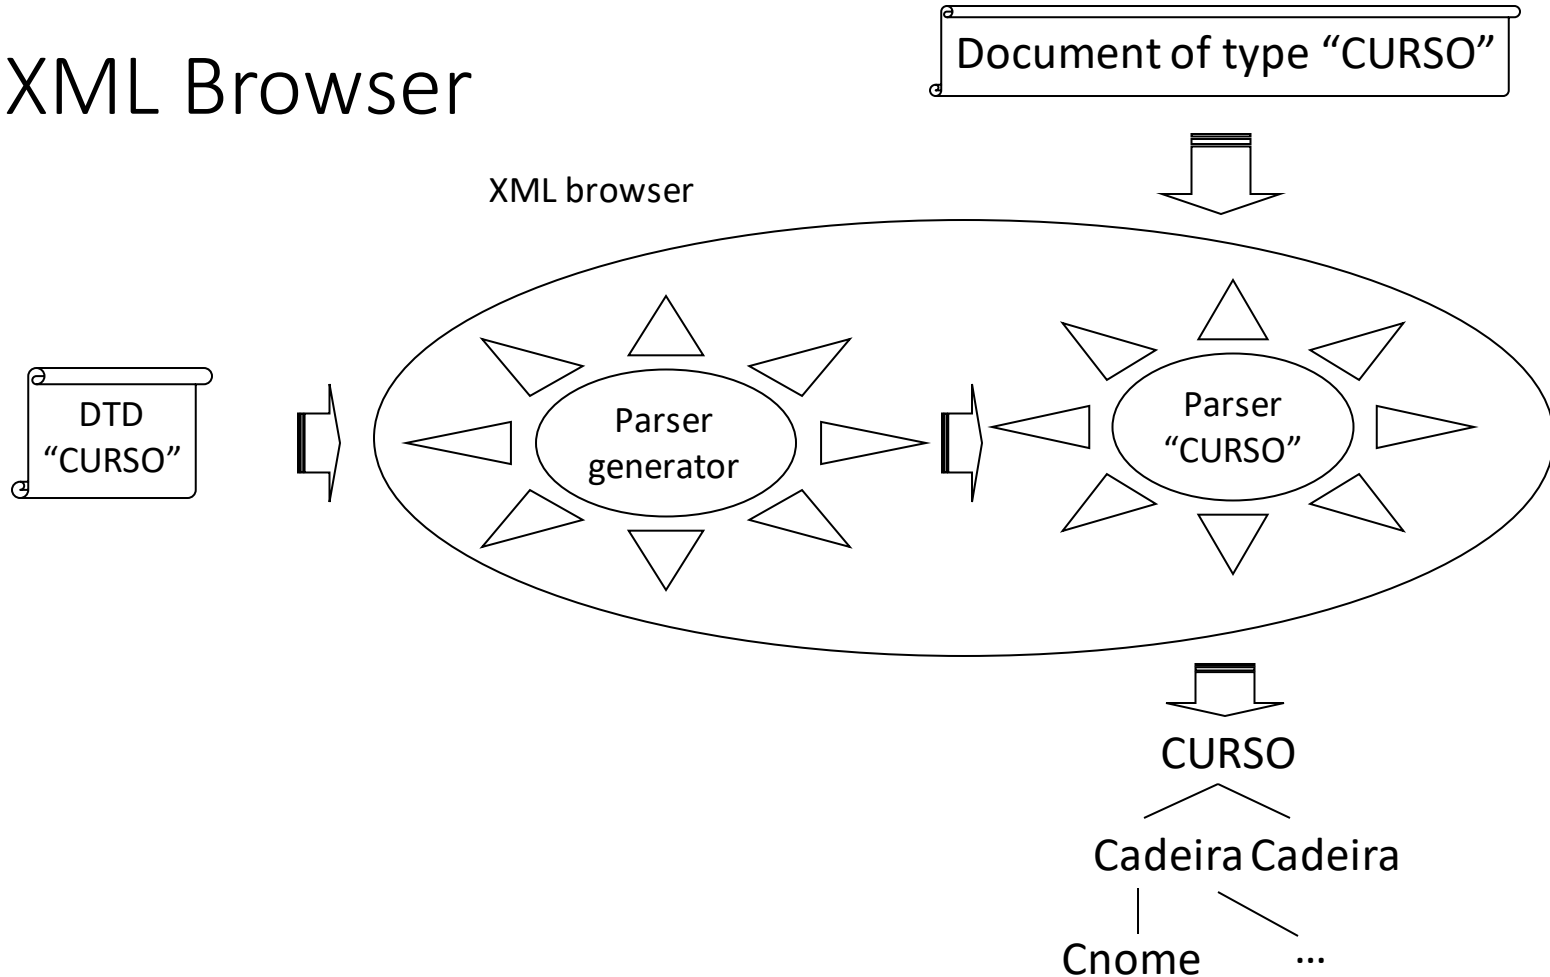 XML Browser
Document of type “CURSO”
XML browser
DTD
“CURSO”
Parser
generator
Parser
“CURSO”
CURSO
Cadeira Cadeira
Cnome ...